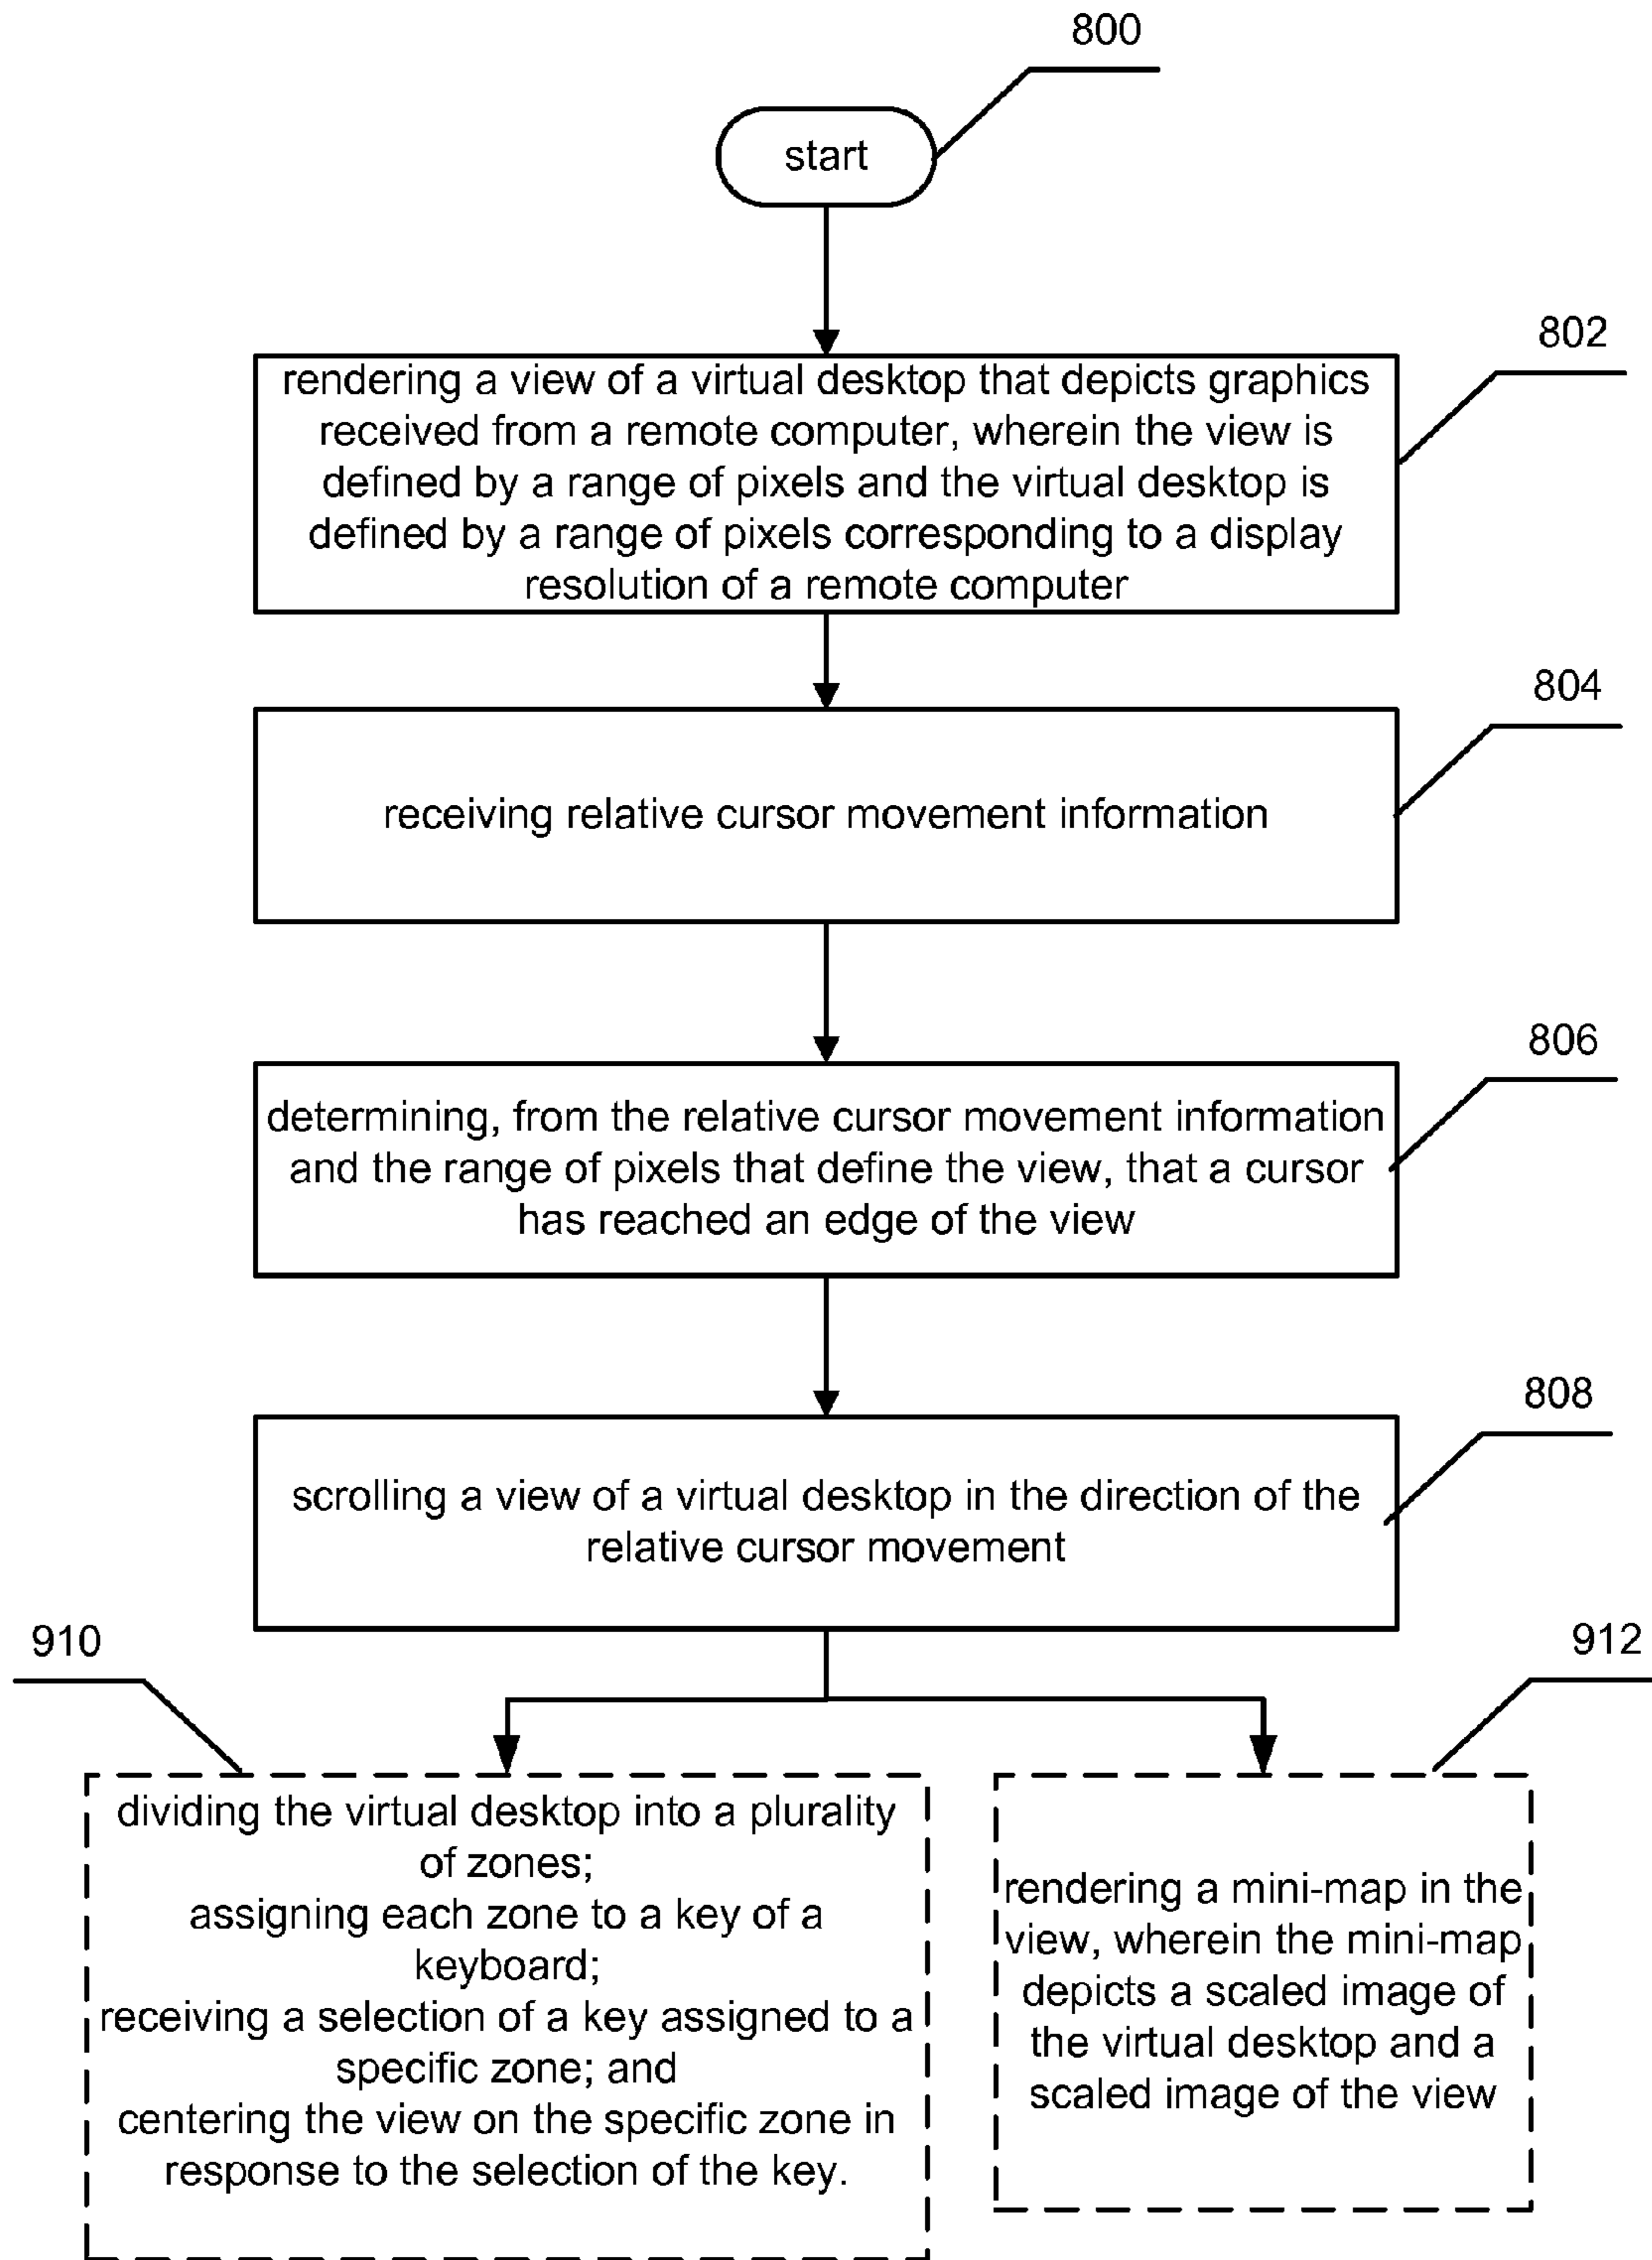 800
start
802
rendering a view of a virtual desktop that depicts graphics
received from a remote computer, wherein the view is
defined by a range of pixels and the virtual desktop is
defined by a range of pixels corresponding to a display
resolution of a remote computer
804
receiving relative cursor movement information
806
determining, from the relative cursor movement information
and the range of pixels that define the view, that a cursor
has reached an edge of the view
808
scrolling a view of a virtual desktop in the direction of the
relative cursor movement
910
dividing the virtual desktop into a plurality
of zones;
assigning each zone to a key of a
keyboard;
receiving a selection of a key assigned to a
specific zone; and
centering the view on the specific zone in
response to the selection of the key.
912
rendering a mini-map in the
view, wherein the mini-map
depicts a scaled image of
the virtual desktop and a
scaled image of the view